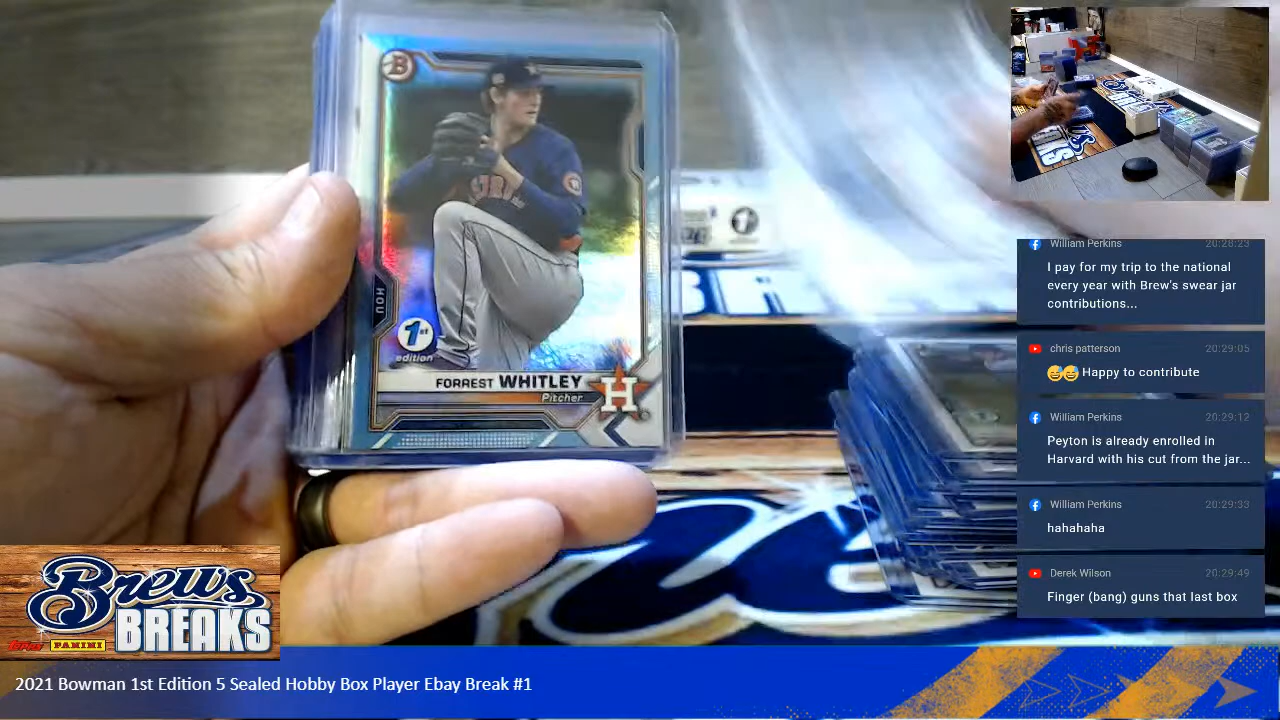 B
HOU
1st
edition
FORREST WHITLEY
Pitcher
H
William Perkins 20:28:23
I pay for my trip to the national
every year with Brew's swear jar
contributions...
chris patterson 20:29:05
😅😅 Happy to contribute
William Perkins 20:29:12
Peyton is already enrolled in
Harvard with his cut from the jar...
William Perkins 20:29:33
hahahaha
Derek Wilson 20:29:49
Finger (bang) guns that last box
Brews
BREAKS
Topps PANINI
2021 Bowman 1st Edition 5 Sealed Hobby Box Player Ebay Break #1